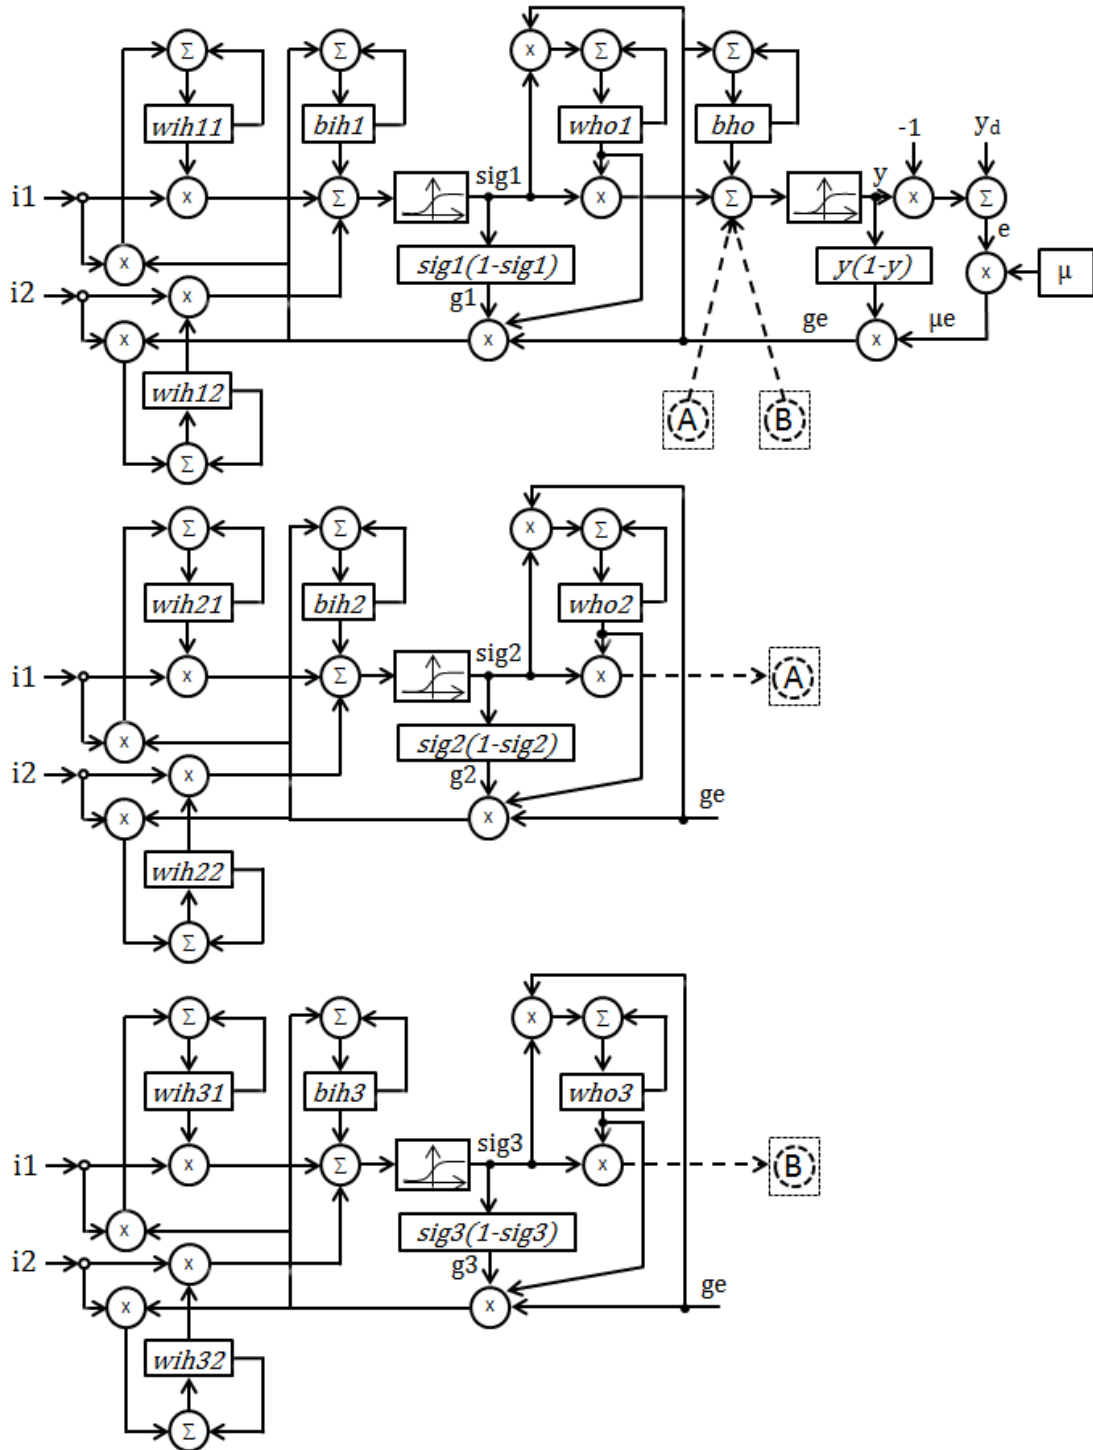 Σ Σ x Σ Σ
wih11 bih1 who1 bho -1 y_d
i1 x Σ sig1 x Σ y x Σ
x sig1(1-sig1) y(1-y) e x μ
i2 x g1
x x ge x μe
wih12 A B
Σ
Σ Σ x Σ
wih21 bih2 who2
i1 x Σ sig2 x A
x sig2(1-sig2)
i2 x g2 ge
x x
wih22
Σ
Σ Σ x Σ
wih31 bih3 who3
i1 x Σ sig3 x B
x sig3(1-sig3)
i2 x g3 ge
x x
wih32
Σ